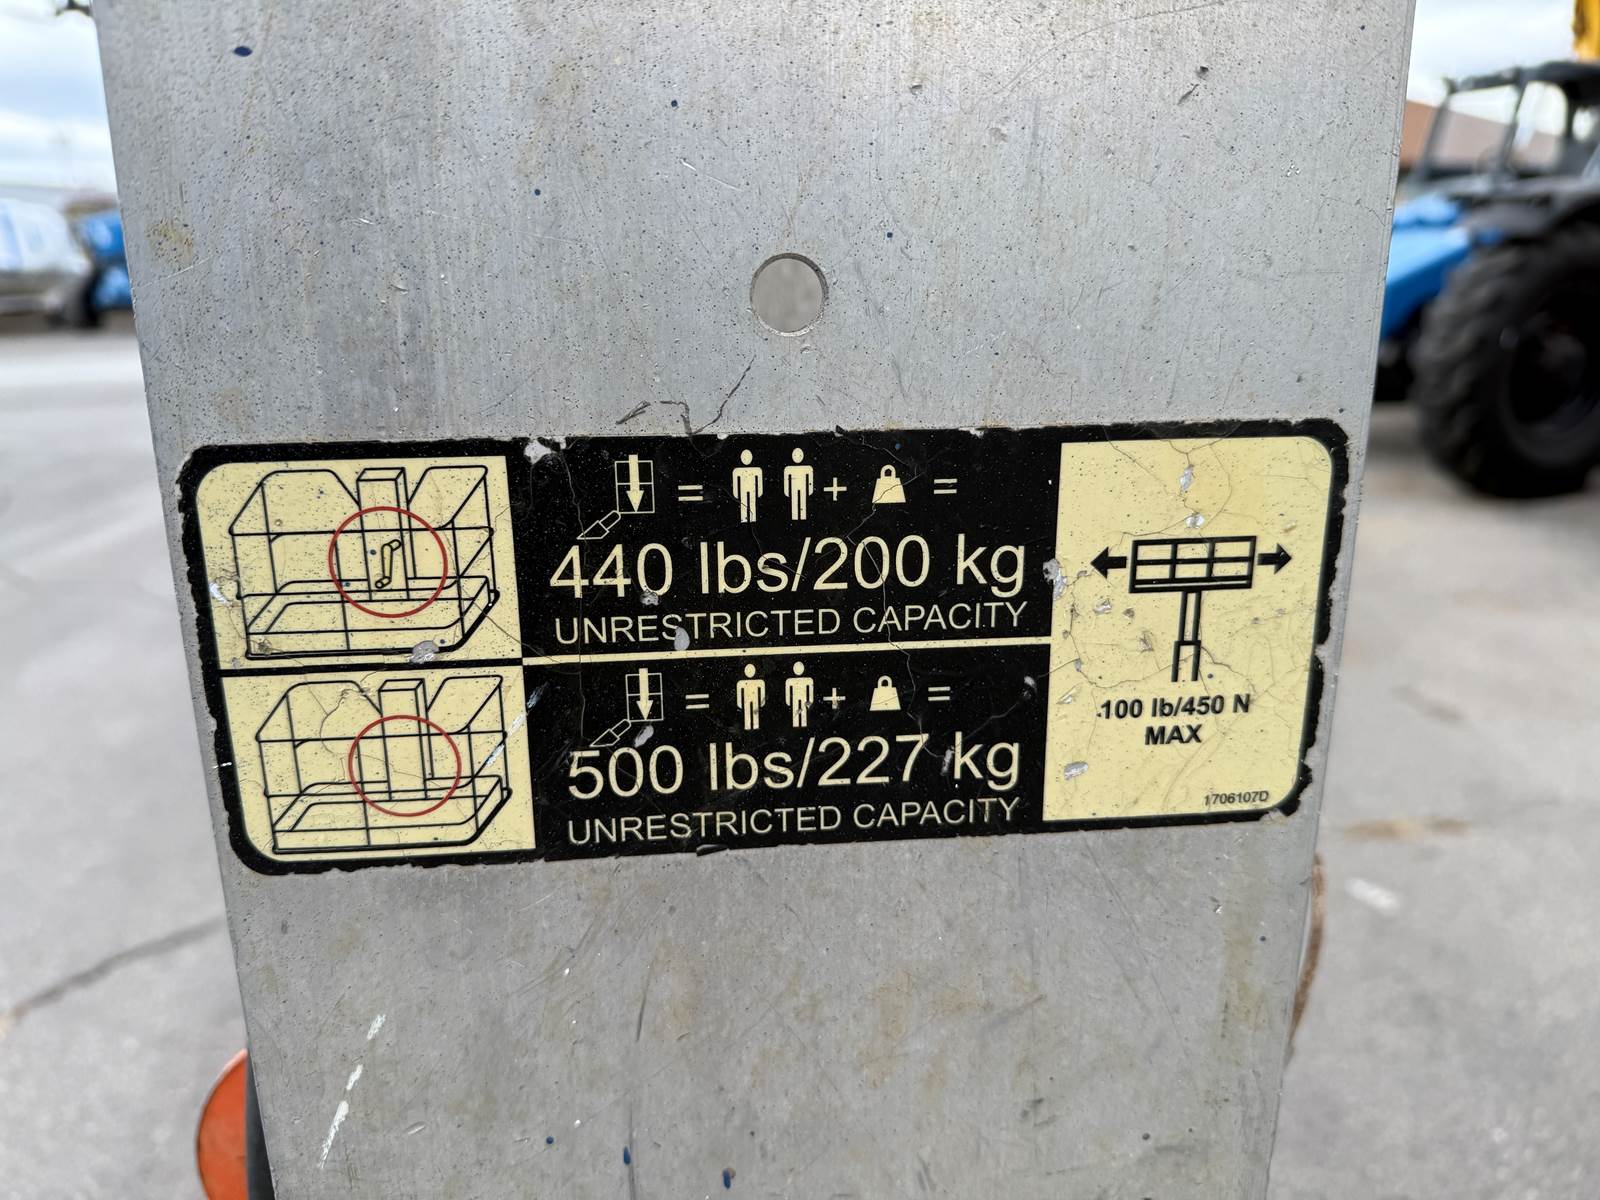 = + =
440 lbs/200 kg
UNRESTRICTED CAPACITY
= + =
500 lbs/227 kg
UNRESTRICTED CAPACITY
100 lb/450 N
MAX
1706107D